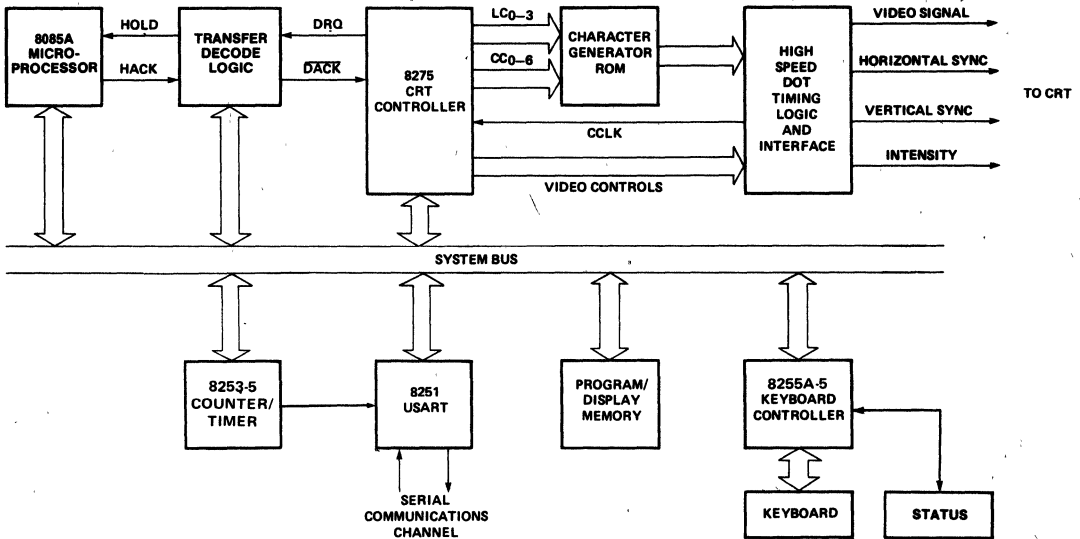 8085A
MICRO-
PROCESSOR
HOLD
HACK
TRANSFER
DECODE
LOGIC
DRQ
DACK
8275
CRT
CONTROLLER
LC0–3
CC0–6
CHARACTER
GENERATOR
ROM
CCLK
VIDEO CONTROLS
HIGH
SPEED
DOT
TIMING
LOGIC
AND
INTERFACE
VIDEO SIGNAL
HORIZONTAL SYNC
VERTICAL SYNC
INTENSITY
TO CRT
SYSTEM BUS
8253-5
COUNTER/
TIMER
8251
USART
SERIAL
COMMUNICATIONS
CHANNEL
PROGRAM/
DISPLAY
MEMORY
8255A-5
KEYBOARD
CONTROLLER
KEYBOARD
STATUS